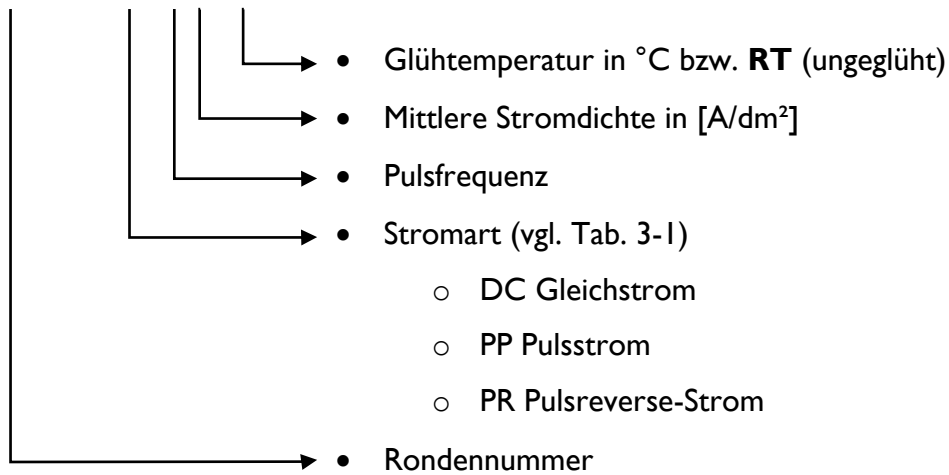 • Glühtemperatur in °C bzw. RT (ungeglüht)
• Mittlere Stromdichte in [A/dm²]
• Pulsfrequenz
• Stromart (vgl. Tab. 3-1)
o DC Gleichstrom
o PP Pulsstrom
o PR Pulsreverse-Strom
• Rondennummer